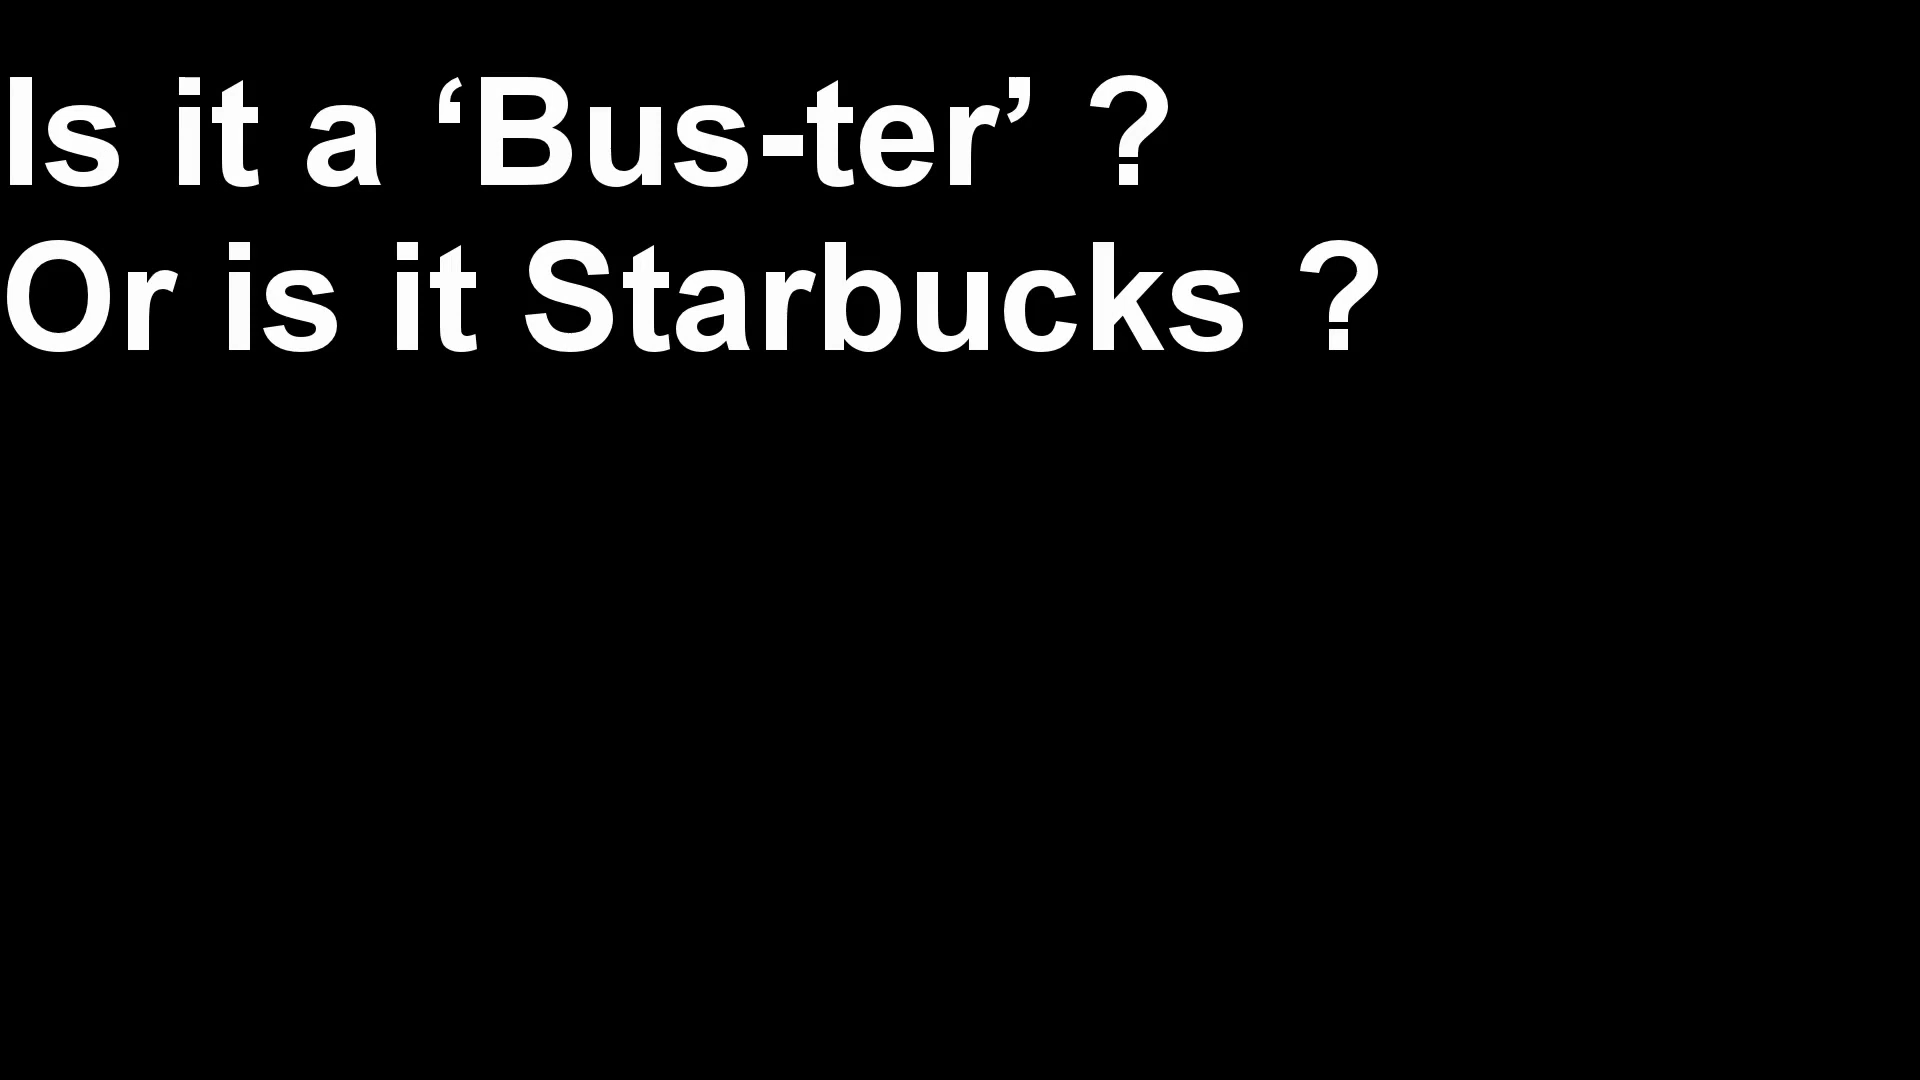 Is it a ‘Bus-ter’ ?
Or is it Starbucks ?